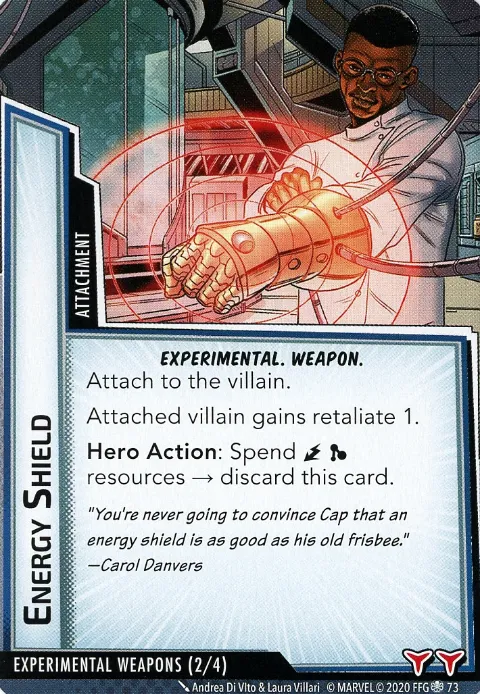 ATTACHMENT
ENERGY SHIELD
EXPERIMENTAL. WEAPON.
Attach to the villain.
Attached villain gains retaliate 1.
Hero Action: Spend
resources → discard this card.
"You're never going to convince Cap that an
energy shield is as good as his old frisbee."
—Carol Danvers
EXPERIMENTAL WEAPONS (2/4)
Andrea Di Vito & Laura Villari © MARVEL © 2020 FFG 73